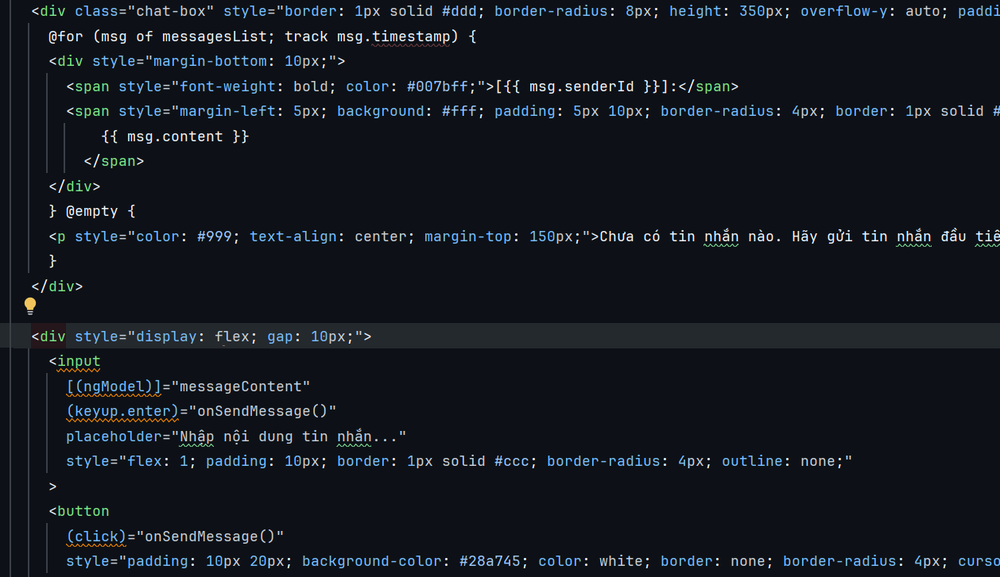 <div class="chat-box" style="border: 1px solid #ddd; border-radius: 8px; height: 350px; overflow-y: auto;
@for (msg of messagesList; track msg.timestamp) {
<div style="margin-bottom: 10px;">
<span style="font-weight: bold; color: #007bff;">[{{ msg.senderId }}]:</span>
<span style="margin-left: 5px; background: #fff; padding: 5px 10px; border-radius: 4px; border: 1px solid #
{{ msg.content }}
</span>
</div>
} @empty {
<p style="color: #999; text-align: center; margin-top: 150px;">Chưa có tin nhắn nào. Hãy gửi tin nhắn đầu
}
</div>
<div style="display: flex; gap: 10px;">
<input
[(ngModel)]="messageContent"
(keyup.enter)="onSendMessage()"
placeholder="Nhập nội dung tin nhắn..."
style="flex: 1; padding: 10px; border: 1px solid #ccc; border-radius: 4px; outline: none;"
>
<button
(click)="onSendMessage()"
style="padding: 10px 20px; background-color: #28a745; color: white; border: none; border-radius: 4px;